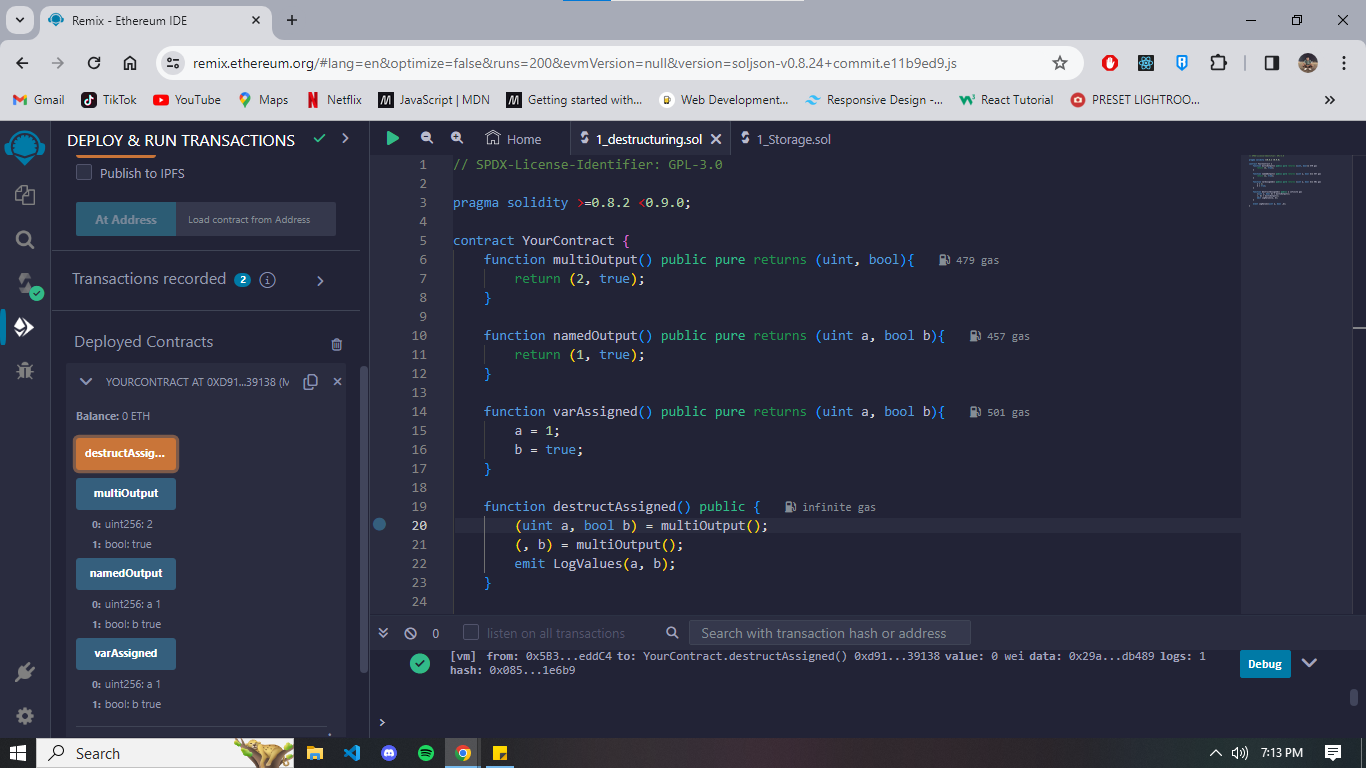 Remix - Ethereum IDE
remix.ethereum.org/#lang=en&optimize=false&runs=200&evmVersion=null&version=soljson-v0.8.24+commit.e11b9ed9.js
Gmail TikTok YouTube Maps Netflix JavaScript | MDN Getting started with... Web Development... Responsive Design -... React Tutorial PRESET LIGHTROO...
DEPLOY & RUN TRANSACTIONS
Publish to IPFS
At Address Load contract from Address
Transactions recorded 2
Deployed Contracts
YOURCONTRACT AT 0XD91...39138 (M
Balance: 0 ETH
destructAssig...
multiOutput
0: uint256: 2
1: bool: true
namedOutput
0: uint256: a 1
1: bool: b true
varAssigned
0: uint256: a 1
1: bool: b true
Home 1_destructuring.sol 1_Storage.sol
1 // SPDX-License-Identifier: GPL-3.0
2
3 pragma solidity >=0.8.2 <0.9.0;
4
5 contract YourContract {
6 function multiOutput() public pure returns (uint, bool){ 479 gas
7 return (2, true);
8 }
9
10 function namedOutput() public pure returns (uint a, bool b){ 457 gas
11 return (1, true);
12 }
13
14 function varAssigned() public pure returns (uint a, bool b){ 501 gas
15 a = 1;
16 b = true;
17 }
18
19 function destructAssigned() public { infinite gas
20 (uint a, bool b) = multiOutput();
21 (, b) = multiOutput();
22 emit LogValues(a, b);
23 }
24
0 listen on all transactions Search with transaction hash or address
[vm] from: 0x5B3...eddC4 to: YourContract.destructAssigned() 0xd91...39138 value: 0 wei data: 0x29a...db489 logs: 1
hash: 0x085...1e6b9
Debug
>
Search
7:13 PM